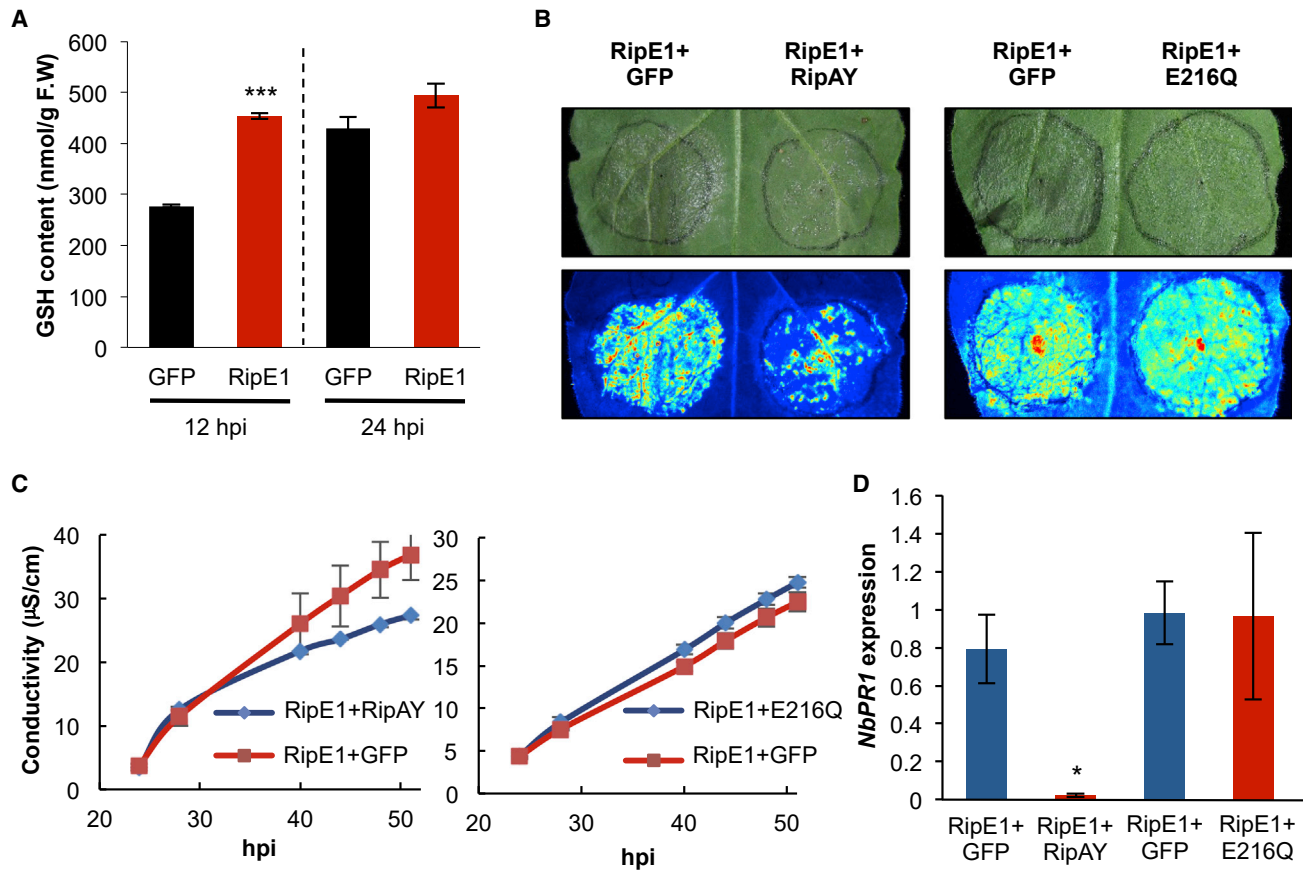 A
GSH content (nmol/g F.W)
600
500
400
300
200
100
0
***
GFP
RipE1
GFP
RipE1
12 hpi
24 hpi
B
RipE1+
GFP
RipE1+
RipAY
RipE1+
GFP
RipE1+
E216Q
C
Conductivity (µS/cm)
40
30
20
10
0
RipE1+RipAY
RipE1+GFP
20
30
40
50
hpi
30
25
20
15
10
5
0
RipE1+E216Q
RipE1+GFP
20
30
40
50
hpi
D
NbPR1 expression
1.6
1.4
1.2
1
0.8
0.6
0.4
0.2
0
*
RipE1+
GFP
RipE1+
RipAY
RipE1+
GFP
RipE1+
E216Q